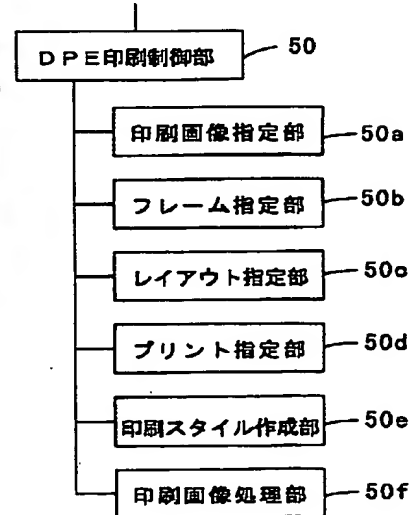 DPE印刷制御部 50
印刷画像指定部 50a
フレーム指定部 50b
レイアウト指定部 50c
プリント指定部 50d
印刷スタイル作成部 50e
印刷画像処理部 50f